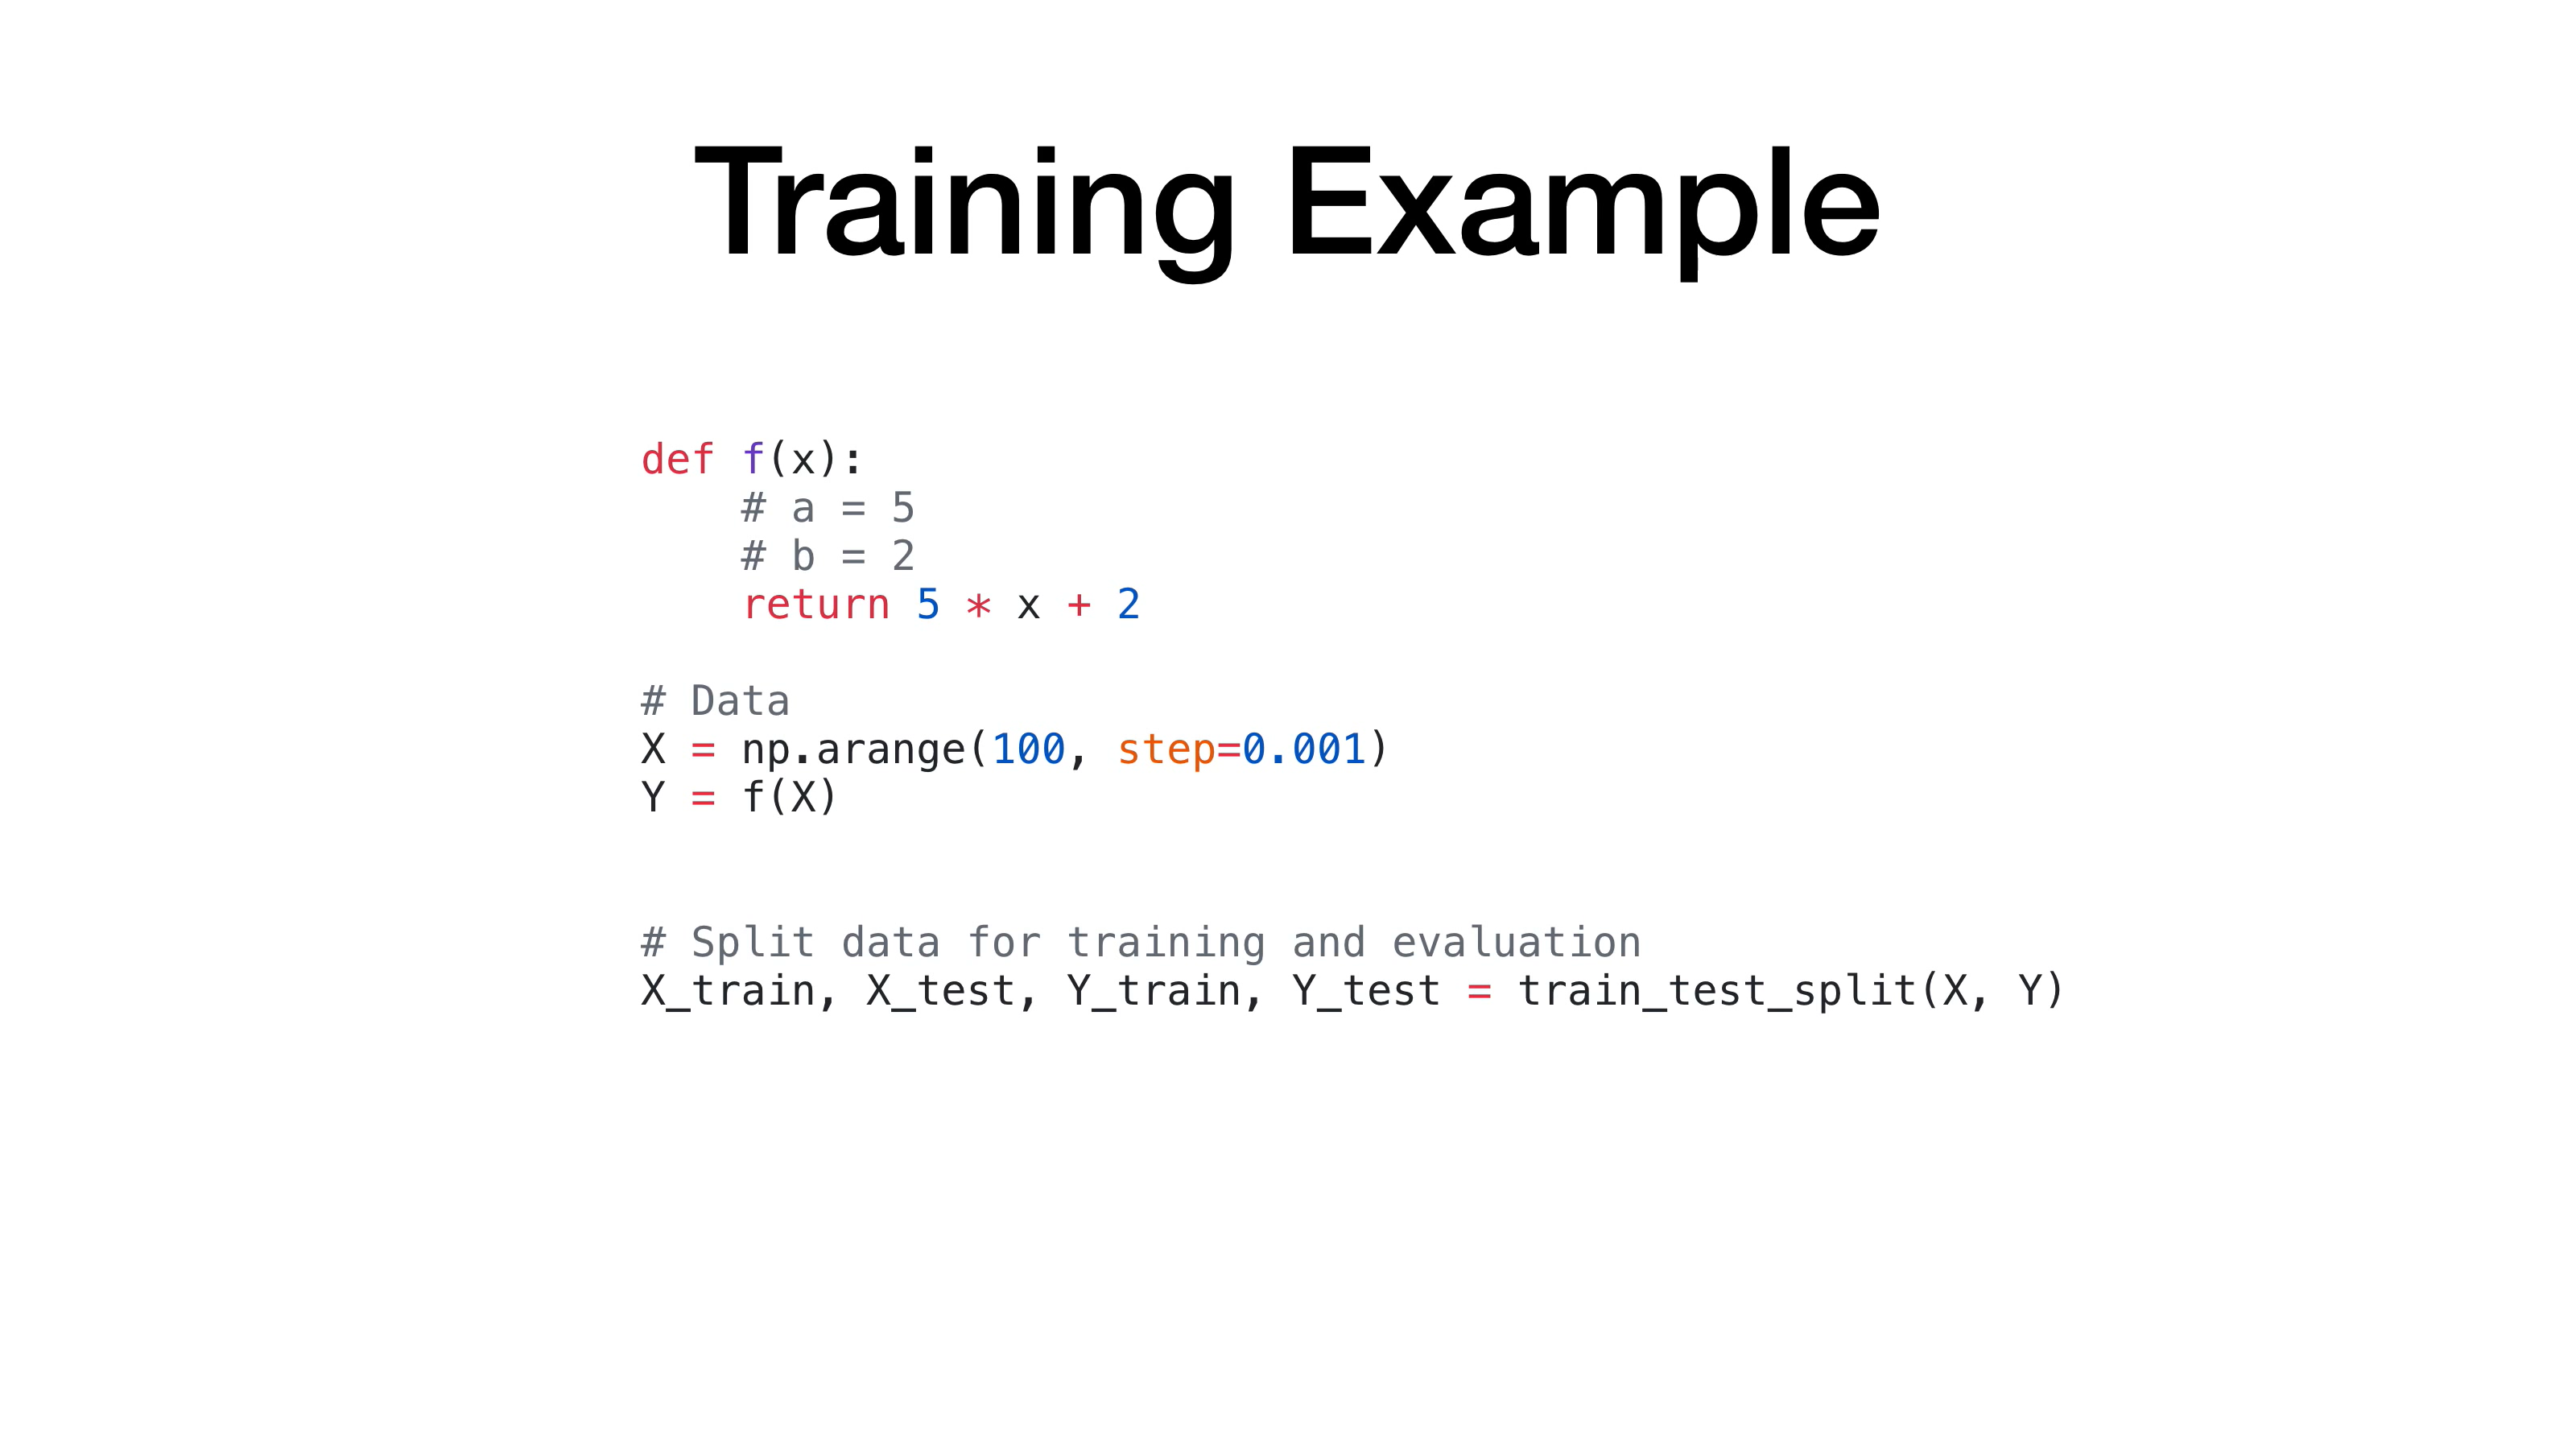 Training Example
def f(x):
    # a = 5
    # b = 2
    return 5 * x + 2
# Data
X = np.arange(100, step=0.001)
Y = f(X)
# Split data for training and evaluation
X_train, X_test, Y_train, Y_test = train_test_split(X, Y)